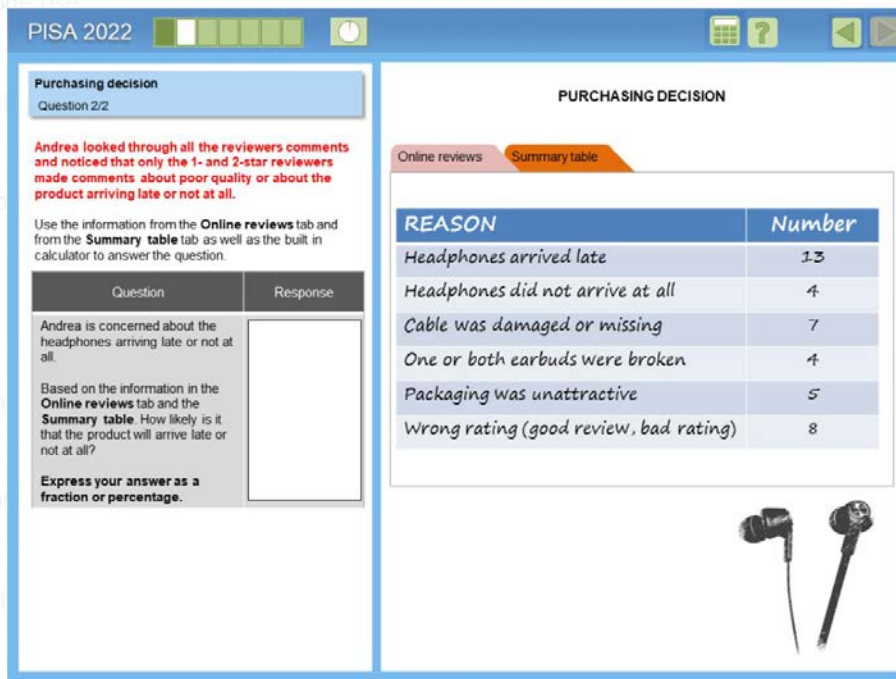 PISA 2022
?
Purchasing decision
Question 2/2
Andrea looked through all the reviewers comments
and noticed that only the 1- and 2-star reviewers
made comments about poor quality or about the
product arriving late or not at all.
Use the information from the Online reviews tab and
from the Summary table tab as well as the built in
calculator to answer the question.
Question Response
Andrea is concerned about the
headphones arriving late or not at
all.
Based on the information in the
Online reviews tab and the
Summary table. How likely is it
that the product will arrive late or
not at all?
Express your answer as a
fraction or percentage.
PURCHASING DECISION
Online reviews Summary table
REASON Number
Headphones arrived late 13
Headphones did not arrive at all 4
Cable was damaged or missing 7
One or both earbuds were broken 4
Packaging was unattractive 5
Wrong rating (good review, bad rating) 8